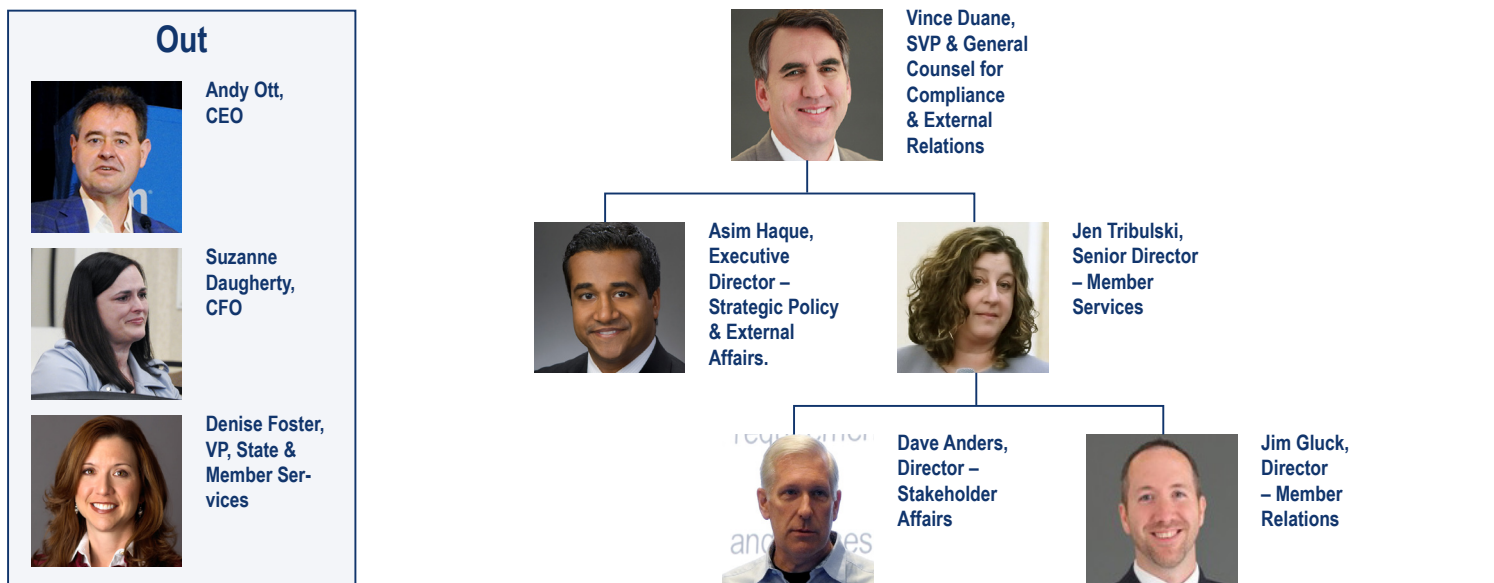 Out
Andy Ott,
CEO
Suzanne
Daugherty,
CFO
Denise Foster,
VP, State &
Member Ser-
vices
Vince Duane,
SVP & General
Counsel for
Compliance
& External
Relations
Asim Haque,
Executive
Director –
Strategic Policy
& External
Affairs.
Jen Tribulski,
Senior Director
– Member
Services
Dave Anders,
Director –
Stakeholder
Affairs
Jim Gluck,
Director
– Member
Relations